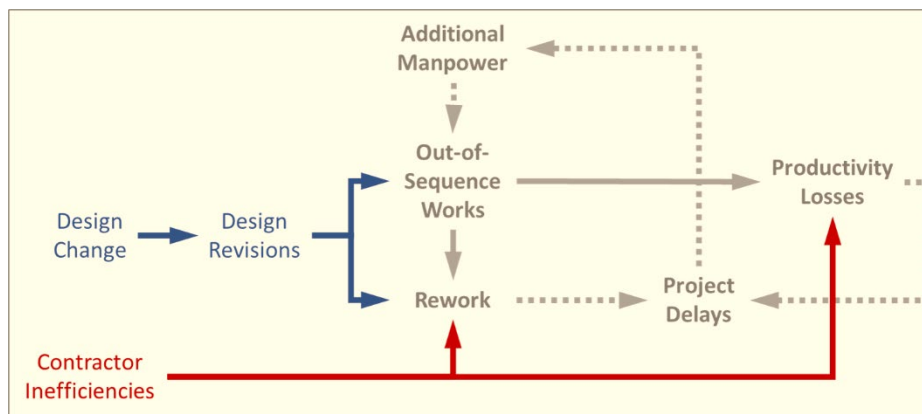 Additional
Manpower
Out-of-
Sequence
Works
Productivity
Losses
Design
Change
Design
Revisions
Rework
Project
Delays
Contractor
Inefficiencies